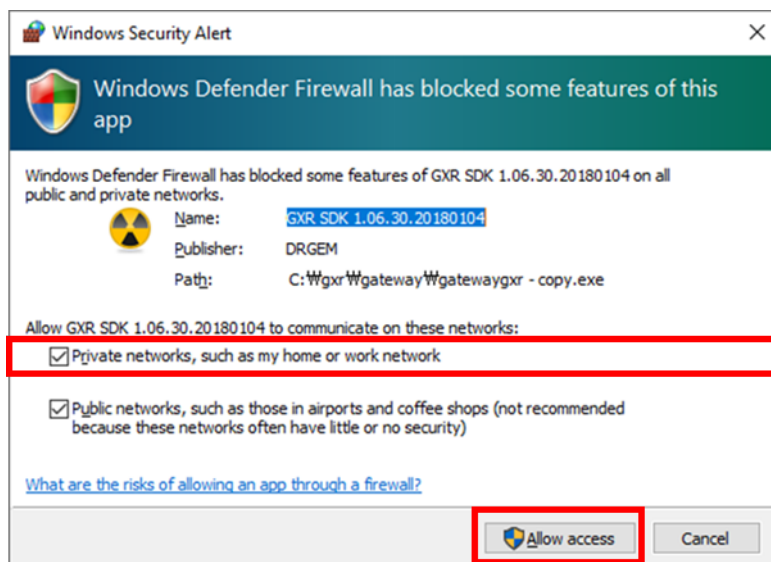 Windows Security Alert
Windows Defender Firewall has blocked some features of this
app
Windows Defender Firewall has blocked some features of GXR SDK 1.06.30.20180104 on all
public and private networks.
Name: GXR SDK 1.06.30.20180104
Publisher: DRGEM
Path: C:₩gxr₩gateway₩gatewaygxr - copy.exe
Allow GXR SDK 1.06.30.20180104 to communicate on these networks:
Private networks, such as my home or work network
Public networks, such as those in airports and coffee shops (not recommended
because these networks often have little or no security)
What are the risks of allowing an app through a firewall?
Allow access Cancel